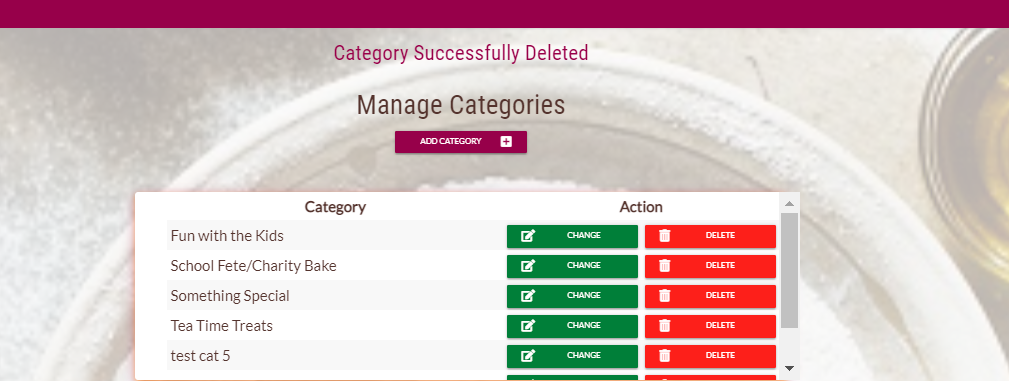 Category Successfully Deleted
Manage Categories
ADD CATEGORY
Category Action
Fun with the Kids CHANGE DELETE
School Fete/Charity Bake CHANGE DELETE
Something Special CHANGE DELETE
Tea Time Treats CHANGE DELETE
test cat 5 CHANGE DELETE